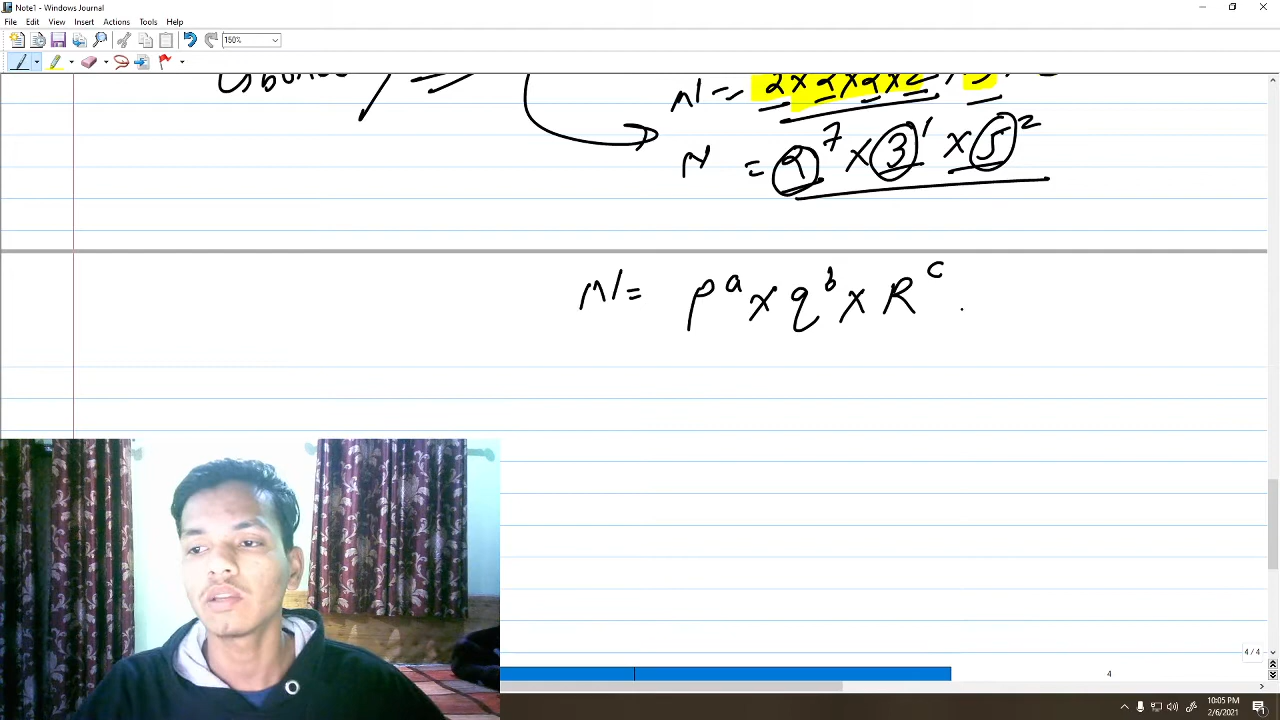 Note1 - Windows Journal
File Edit View Insert Actions Tools Help
150%
N = 2 × 2 × 2 × 2 ×
N = 2⁷ × 3¹ × 5²
N = P^a × q^b × R^c .
4 / 4
4
10:05 PM
2/6/2021